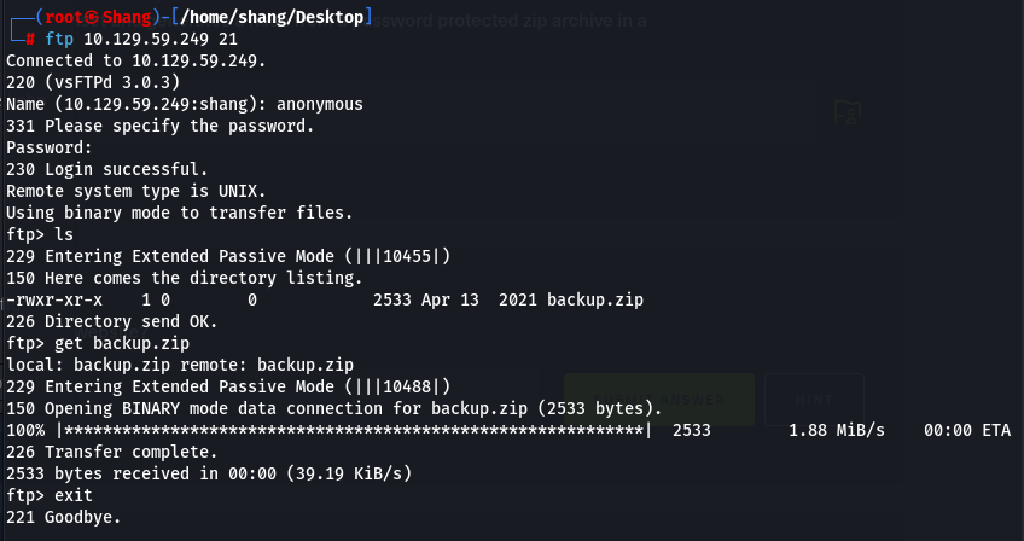 ┌──(root㉿Shang)-[/home/shang/Desktop]
password protected zip archive in a
└─# ftp 10.129.59.249 21
Connected to 10.129.59.249.
220 (vsFTPd 3.0.3)
Name (10.129.59.249:shang): anonymous
331 Please specify the password.
Password:
230 Login successful.
Remote system type is UNIX.
Using binary mode to transfer files.
ftp> ls
229 Entering Extended Passive Mode (|||10455|)
150 Here comes the directory listing.
-rwxr-xr-x    1 0        0            2533 Apr 13  2021 backup.zip
226 Directory send OK.
ftp> get backup.zip
local: backup.zip remote: backup.zip
229 Entering Extended Passive Mode (|||10488|)
150 Opening BINARY mode data connection for backup.zip (2533 bytes).
SUBMIT ANSWER
HINT
100% |***********************************************************| 2533 1.88 MiB/s 00:00 ETA
226 Transfer complete.
2533 bytes received in 00:00 (39.19 KiB/s)
ftp> exit
221 Goodbye.